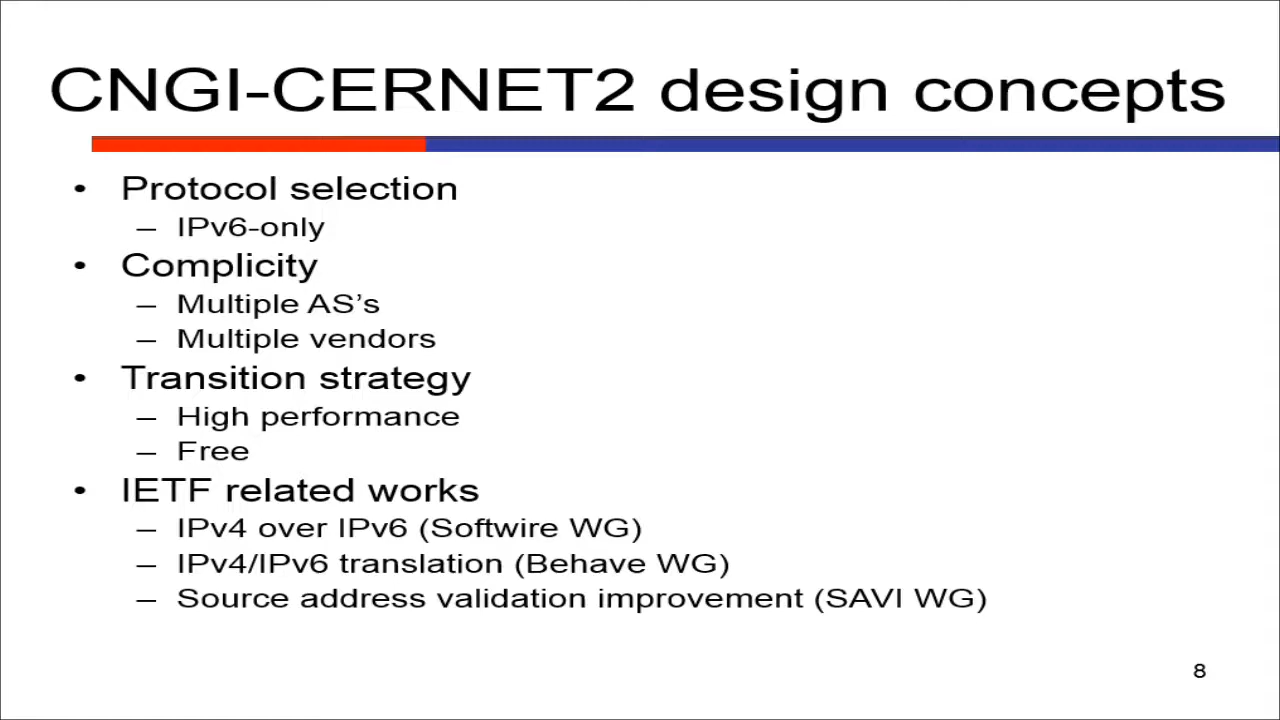 CNGI-CERNET2 design concepts
• Protocol selection
– IPv6-only
• Complicity
– Multiple AS’s
– Multiple vendors
• Transition strategy
– High performance
– Free
• IETF related works
– IPv4 over IPv6 (Softwire WG)
– IPv4/IPv6 translation (Behave WG)
– Source address validation improvement (SAVI WG)
8